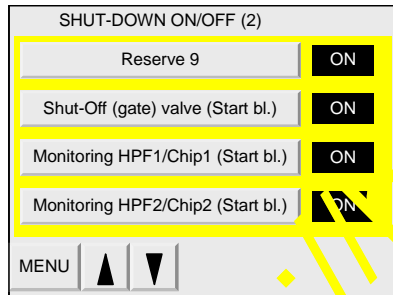 SHUT-DOWN ON/OFF (2)
Reserve 9 ON
Shut-Off (gate) valve (Start bl.) ON
Monitoring HPF1/Chip1 (Start bl.) ON
Monitoring HPF2/Chip2 (Start bl.) ON
MENU